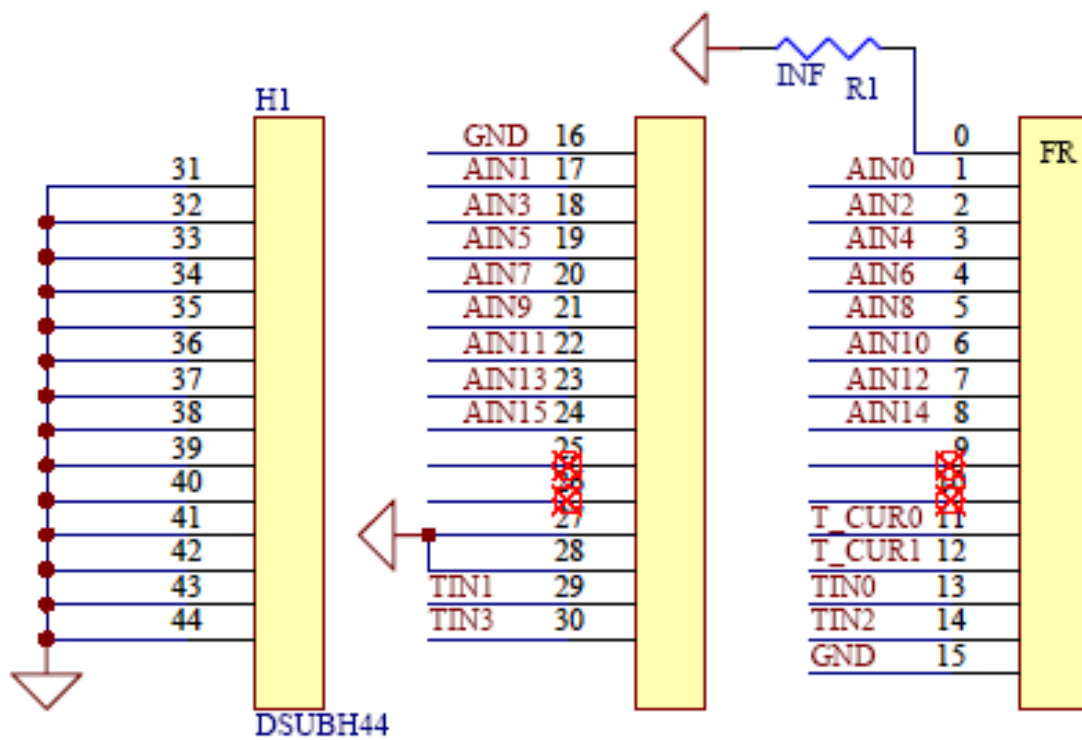 INF
R1
H1
31
32
33
34
35
36
37
38
39
40
41
42
43
44
DSUBH44
GND 16
AIN1 17
AIN3 18
AIN5 19
AIN7 20
AIN9 21
AIN11 22
AIN13 23
AIN15 24
25
26
27
28
TIN1 29
TIN3 30
0
FR
AIN0 1
AIN2 2
AIN4 3
AIN6 4
AIN8 5
AIN10 6
AIN12 7
AIN14 8
9
10
T_CUR0 11
T_CUR1 12
TIN0 13
TIN2 14
GND 15